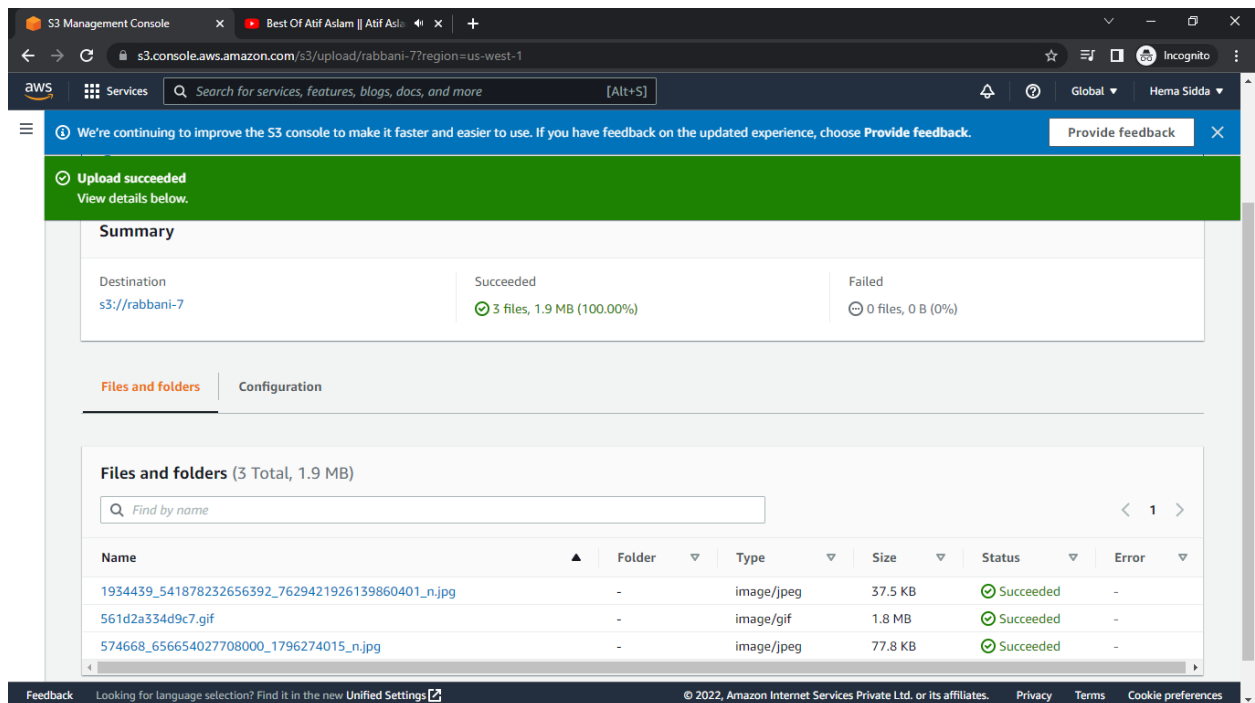 S3 Management Console
Best Of Atif Aslam || Atif Asla
s3.console.aws.amazon.com/s3/upload/rabbani-7?region=us-west-1
Incognito
aws
Services
Search for services, features, blogs, docs, and more
[Alt+S]
Global
Hema Sidda
We're continuing to improve the S3 console to make it faster and easier to use. If you have feedback on the updated experience, choose Provide feedback.
Provide feedback
Upload succeeded
View details below.
Summary
Destination
s3://rabbani-7
Succeeded
3 files, 1.9 MB (100.00%)
Failed
0 files, 0 B (0%)
Files and folders
Configuration
Files and folders (3 Total, 1.9 MB)
Find by name
1
Name Folder Type Size Status Error
1934439_541878232656392_7629421926139860401_n.jpg - image/jpeg 37.5 KB Succeeded -
561d2a334d9c7.gif - image/gif 1.8 MB Succeeded -
574668_656654027708000_1796274015_n.jpg - image/jpeg 77.8 KB Succeeded -
Feedback
Looking for language selection? Find it in the new Unified Settings
© 2022, Amazon Internet Services Private Ltd. or its affiliates.
Privacy
Terms
Cookie preferences